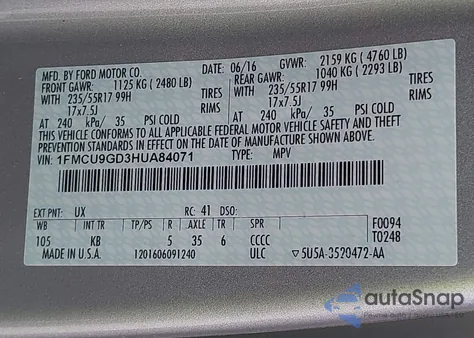 MFD. BY FORD MOTOR CO. DATE: 06/16 GVWR: 2159 KG (4760 LB)
FRONT GAWR: 1125 KG (2480 LB) REAR GAWR: 1040 KG (2293 LB)
WITH 235/55R17 99H TIRES WITH 235/55R17 99H TIRES
17x7.5J RIMS 17x7.5J RIMS
AT 240 kPa/ 35 PSI COLD AT 240 kPa/ 35 PSI COLD
THIS VEHICLE CONFORMS TO ALL APPLICABLE FEDERAL MOTOR VEHICLE SAFETY, BUMPER, AND THEFT
PREVENTION STANDARDS IN EFFECT ON THE DATE OF MANUFACTURE SHOWN ABOVE.
VIN: 1FMCU9GD3HUA84071 TYPE: MPV
EXT PNT: UX RC: 41 DSO:
WB INT TR TP/PS R AXLE TR SPR F0094
105 KB 5 35 6 CCCC T0248
MADE IN U.S.A. 1201606091240 ULC 5U5A-3520472-AA
autoSnap